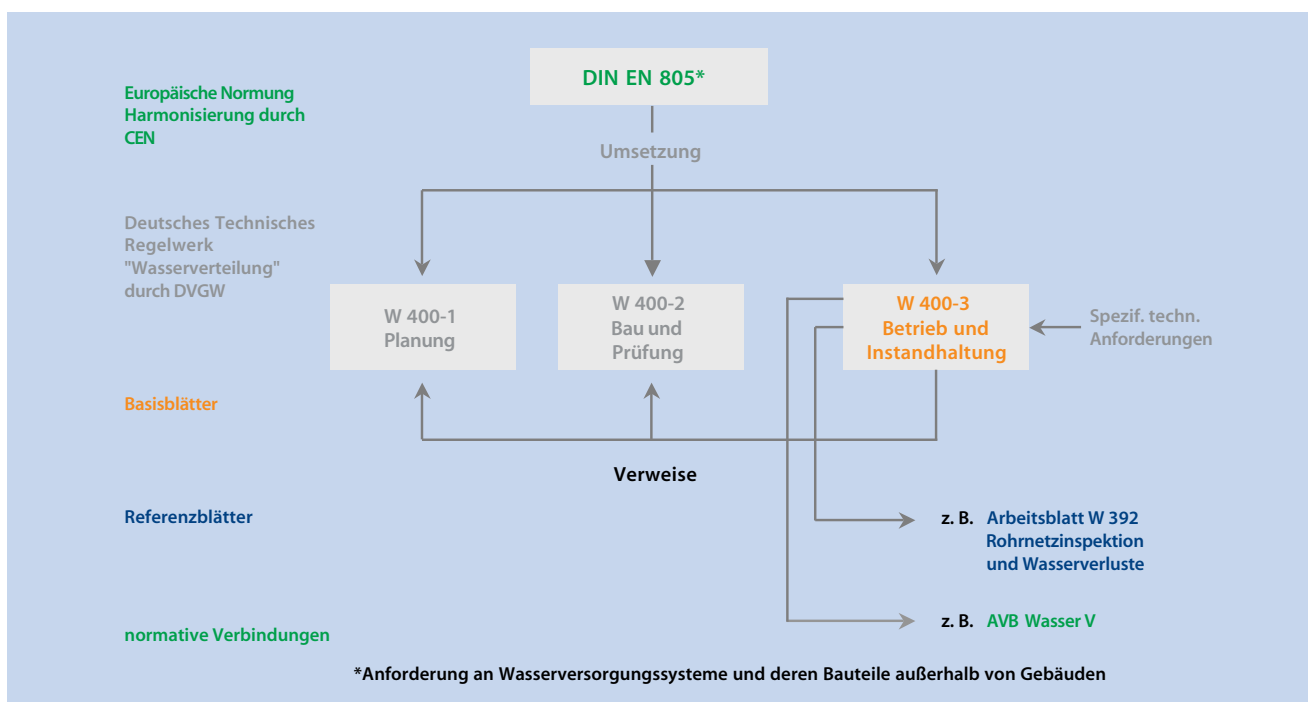 DIN EN 805*
Europäische Normung
Harmonisierung durch
CEN
Umsetzung
Deutsches Technisches
Regelwerk
"Wasserverteilung"
durch DVGW
W 400-1
Planung
W 400-2
Bau und
Prüfung
W 400-3
Betrieb und
Instandhaltung
Spezif. techn.
Anforderungen
Basisblätter
Verweise
Referenzblätter
z. B. Arbeitsblatt W 392
Rohrnetzinspektion
und Wasserverluste
normative Verbindungen
z. B. AVB Wasser V
*Anforderung an Wasserversorgungssysteme und deren Bauteile außerhalb von Gebäuden